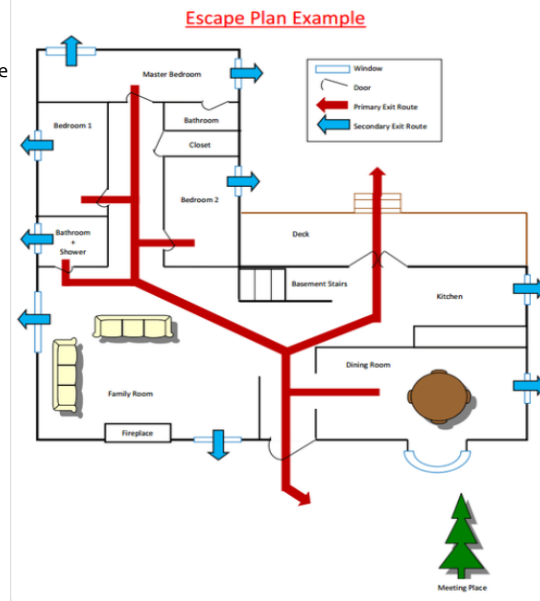 Escape Plan Example
e
Window
Door
Primary Exit Route
Secondary Exit Route
Master Bedroom
Bedroom 1
Bathroom
Closet
Bedroom 2
Bathroom
+
Shower
Deck
Basement Stairs
Kitchen
Dining Room
Family Room
Fireplace
Meeting Place